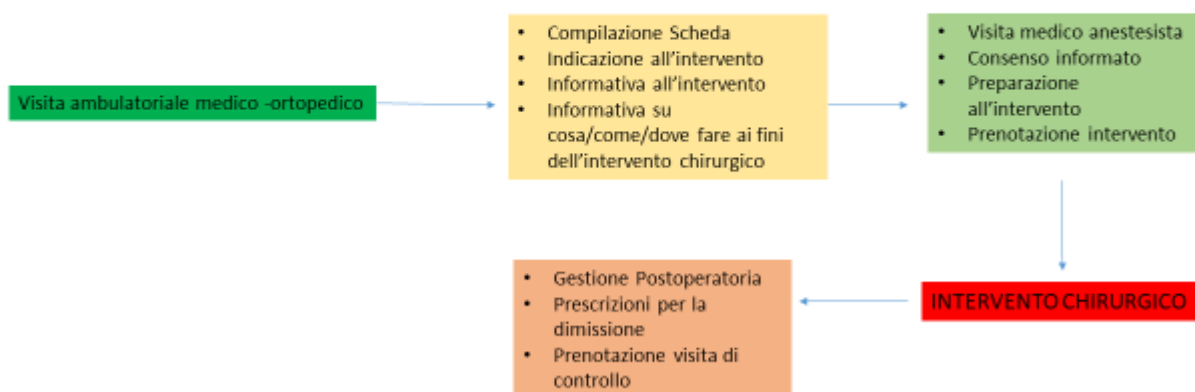 Visita ambulatoriale medico -ortopedico
• Compilazione Scheda
• Indicazione all'intervento
• Informativa all'intervento
• Informativa su
cosa/come/dove fare ai fini
dell'intervento chirurgico
• Visita medico anestesista
• Consenso informato
• Preparazione
all'intervento
• Prenotazione intervento
INTERVENTO CHIRURGICO
• Gestione Postoperatoria
• Prescrizioni per la
dimissione
• Prenotazione visita di
controllo